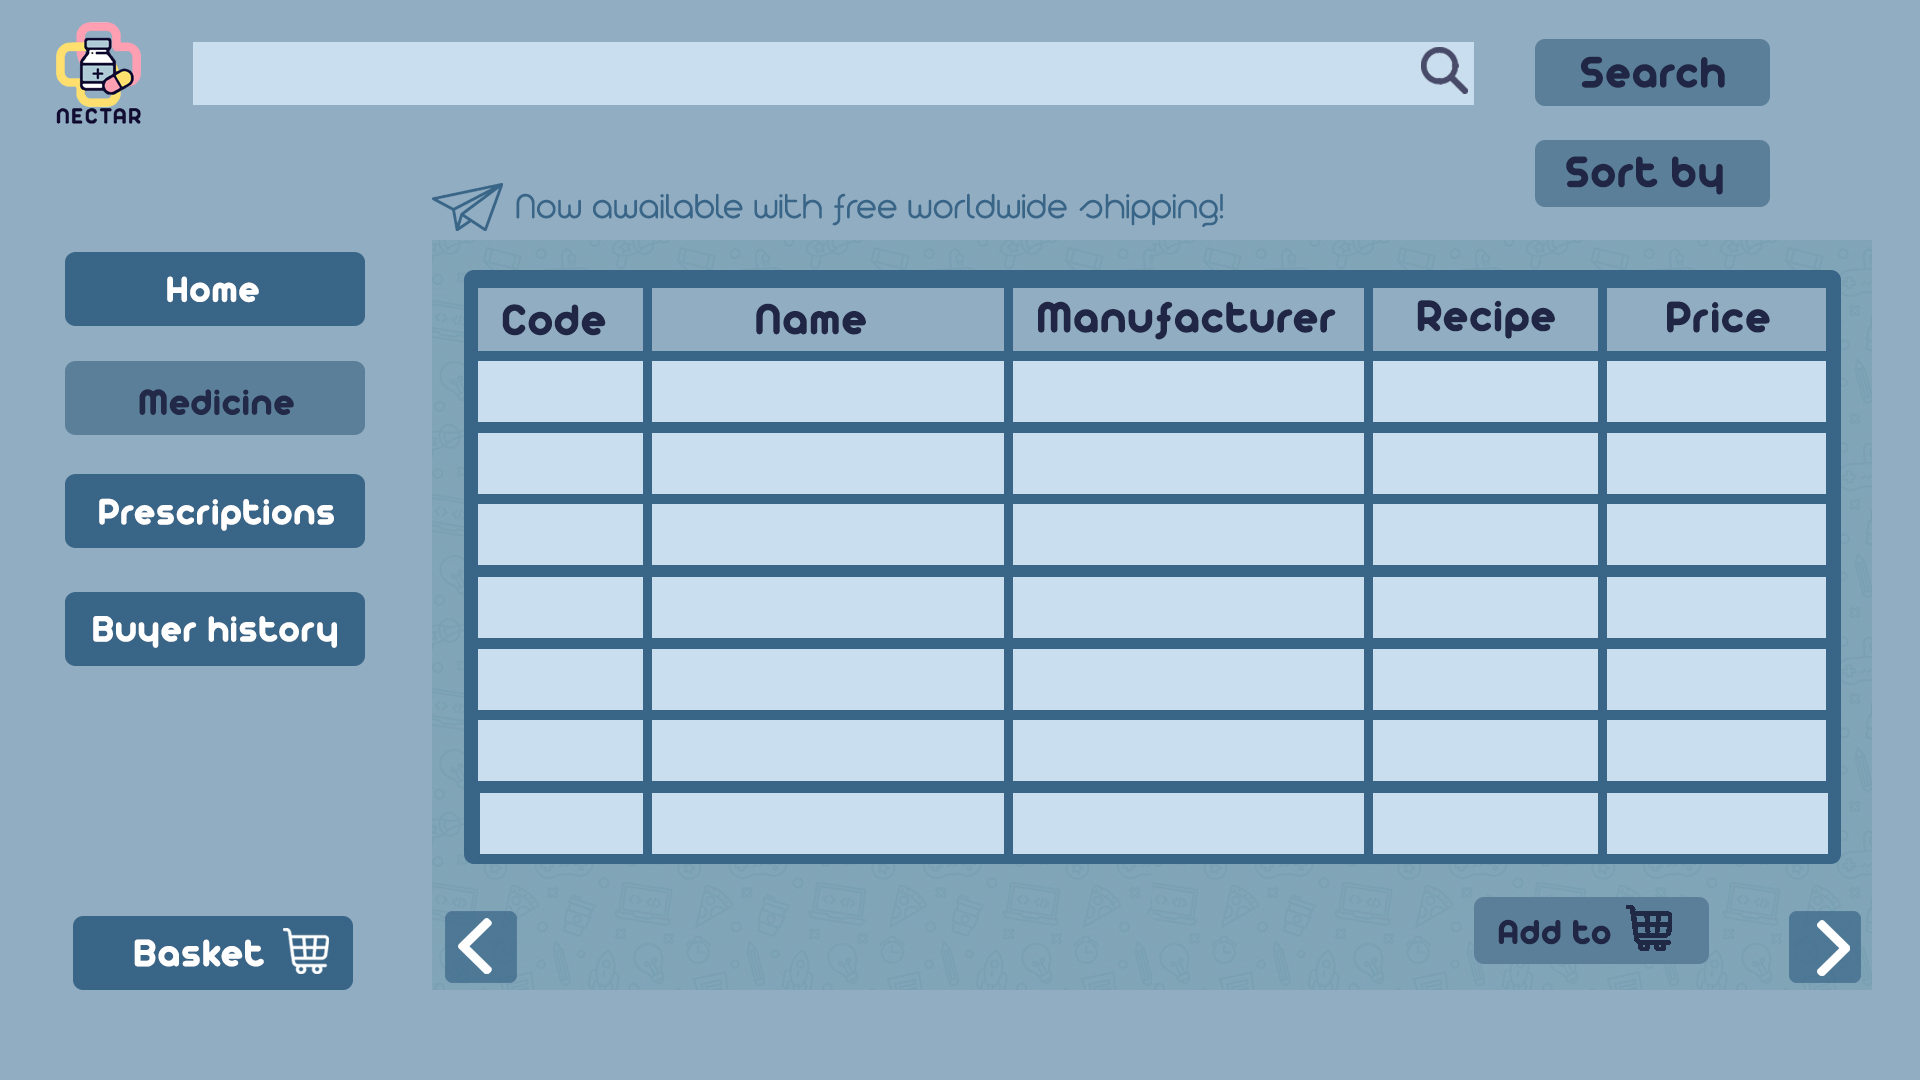 NECTAR
Search
Sort by
Now awailable with free worldwide shipping!
Home
Medicine
Prescriptions
Buyer history
Basket
Code Name Manufacturer Recipe Price
Add to